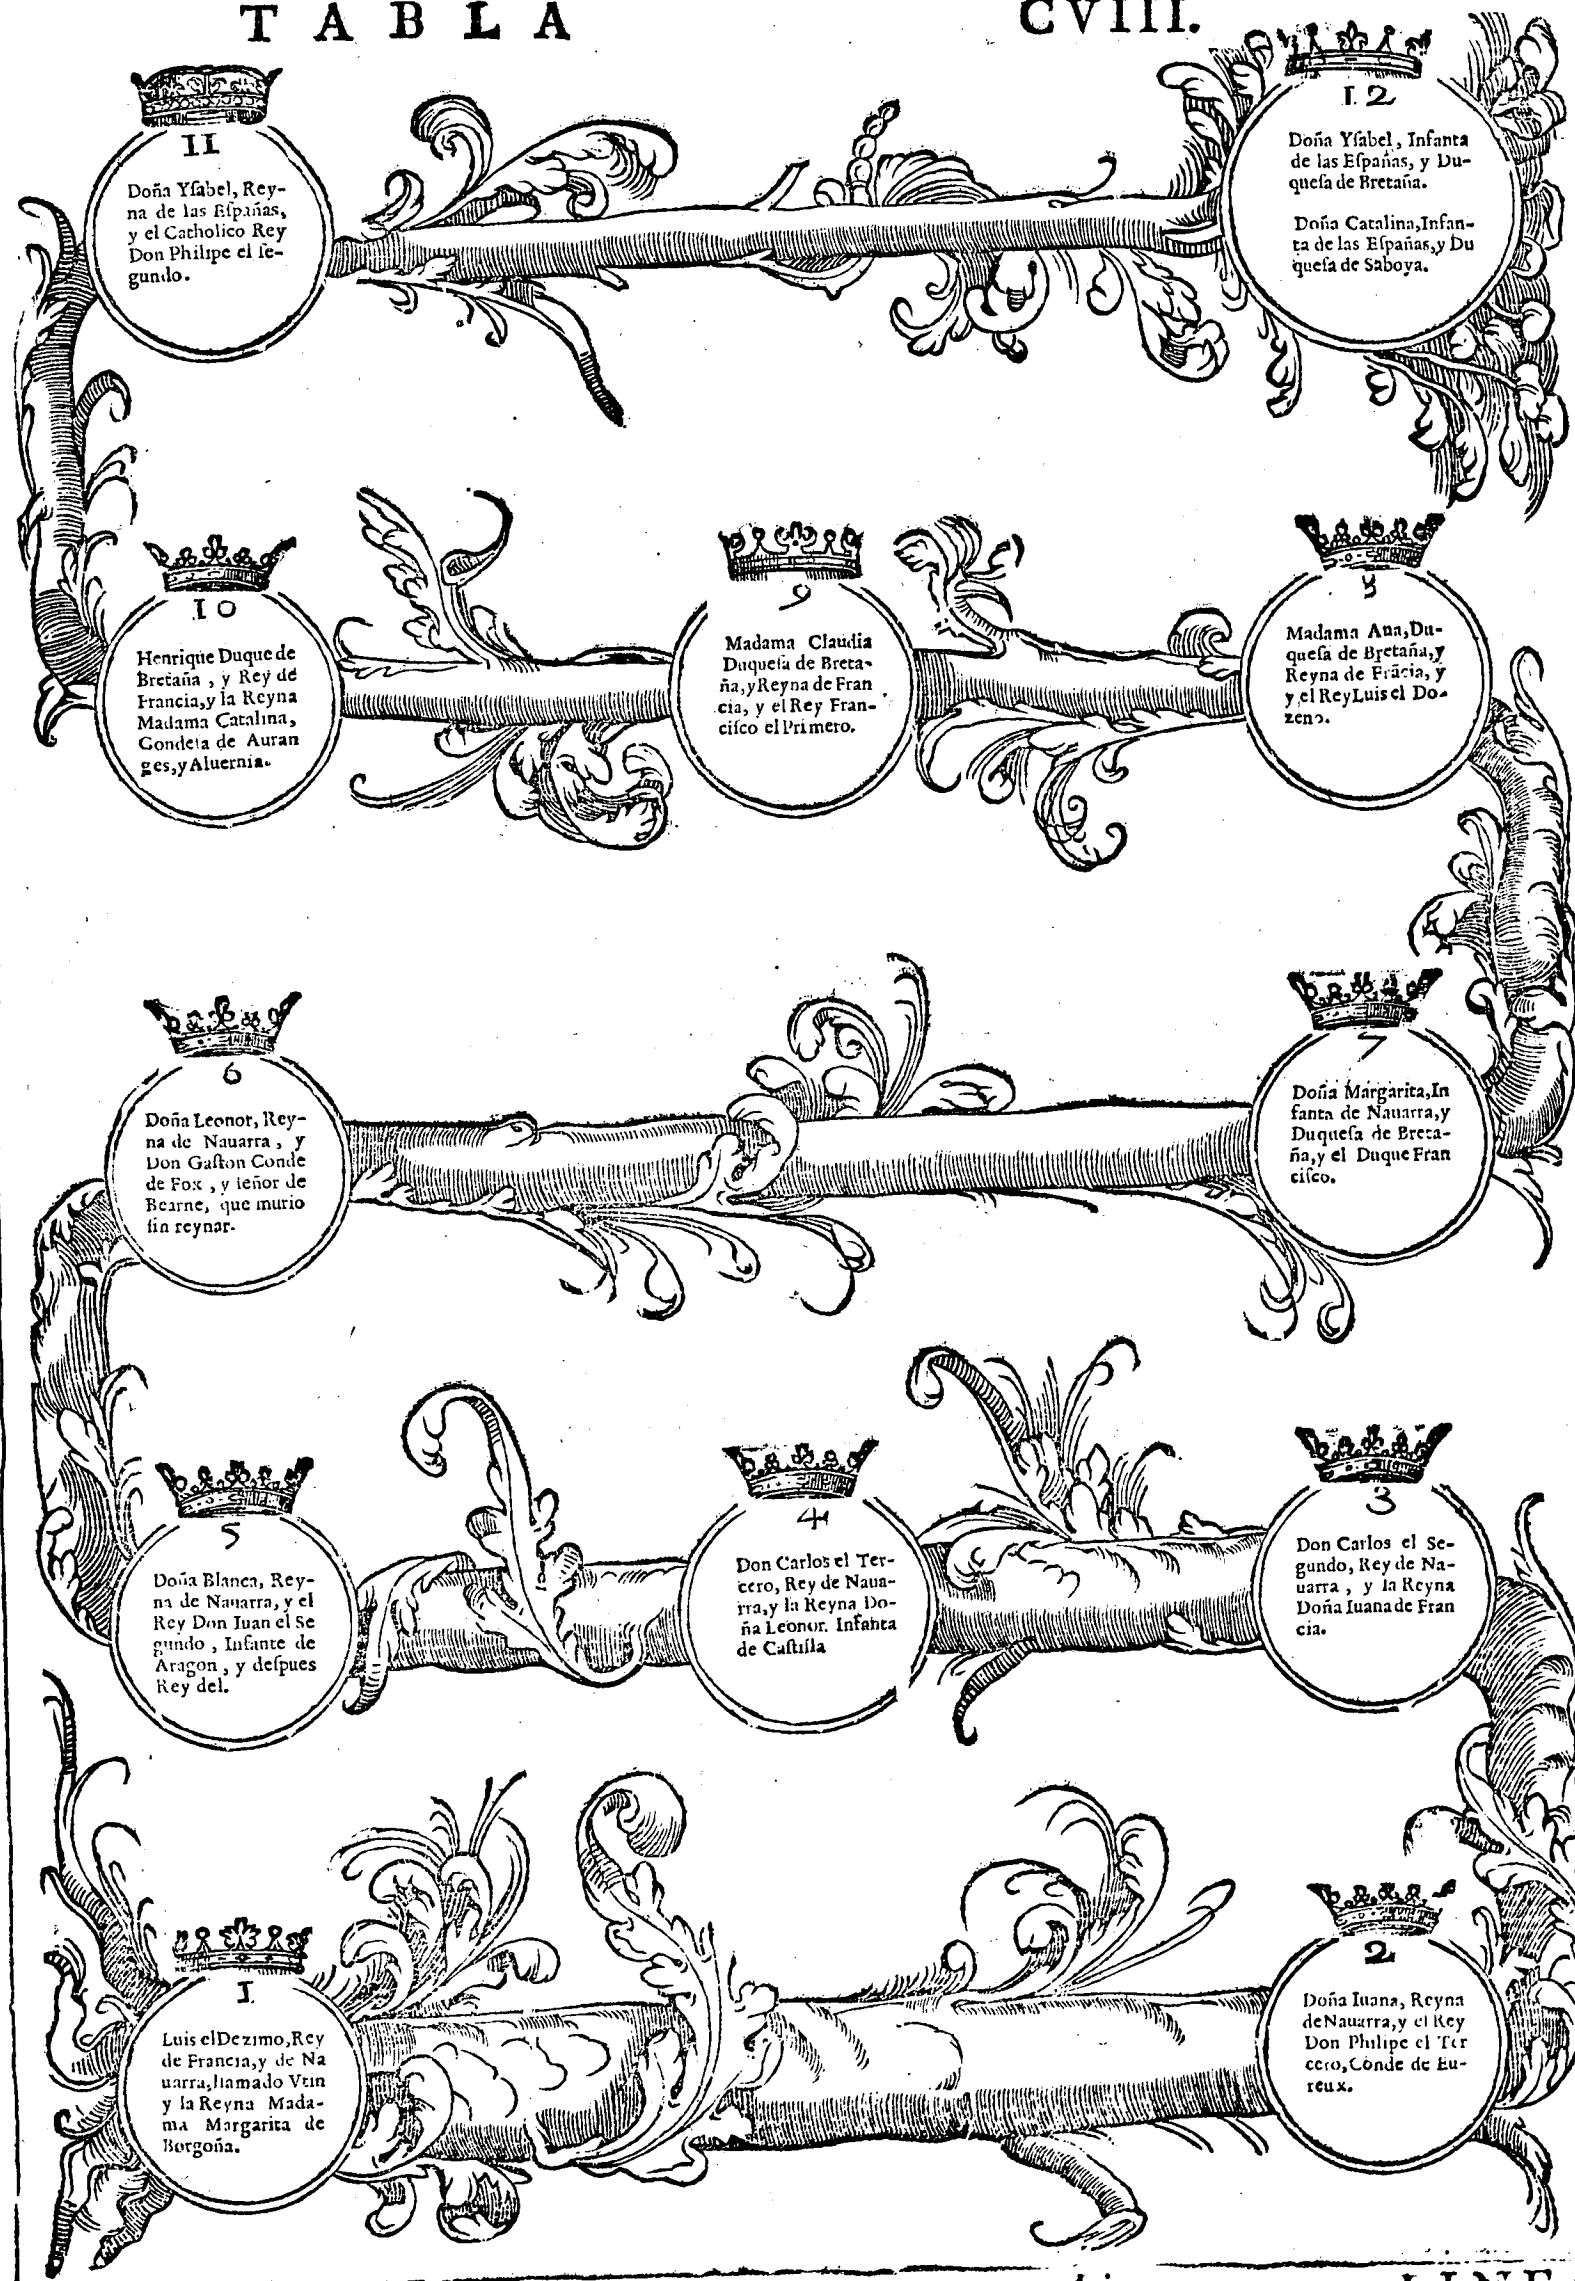 TABLA CVIII.
11
Doña Yſabel, Rey-
na de las Eſpañas,
y el Catholico Rey
Don Philipe el ſe-
gundo.
12
Doña Yſabel, Infanta
de las Eſpañas, y Du-
queſa de Bretaña.
Doña Catalina, Infan-
ta de las Eſpañas, y Du
queſa de Saboya.
10
Henrique Duque de
Bretaña, y Rey de
Francia, y la Reyna
Madama Catalina,
Condeſa de Auran
ges, y Aluernia.
9
Madama Claudia
Duqueſa de Breta-
ña, y Reyna de Fran
cia, y el Rey Fran-
ciſco el Primero.
8
Madama Ana, Du-
queſa de Bretaña, y
Reyna de Frãcia, y
y el Rey Luis el Do-
zeno.
6
Doña Leonor, Rey-
na de Nauarra, y
Don Gaſton Conde
de Fox, y ſeñor de
Bearne, que murio
ſin reynar.
7
Doña Margarita, In
fanta de Nauarra, y
Duqueſa de Breta-
ña, y el Duque Fran
ciſco.
5
Doña Blanca, Rey-
na de Nauarra, y el
Rey Don Iuan el Se
gundo, Infante de
Aragon, y deſpues
Rey del.
4
Don Carlos el Ter-
cero, Rey de Naua-
rra, y la Reyna Do-
ña Leonor. Infanta
de Caſtilla
3
Don Carlos el Se-
gundo, Rey de Na-
uarra, y la Reyna
Doña Iuana de Fran
cia.
1
Luis el Dezimo, Rey
de Francia, y de Na
uarra, llamado Vtin
y la Reyna Mada-
ma Margarita de
Borgoña.
2
Doña Iuana, Reyna
de Nauarra, y el Rey
Don Philipe el Ter
cero, Conde de Eu-
reux.